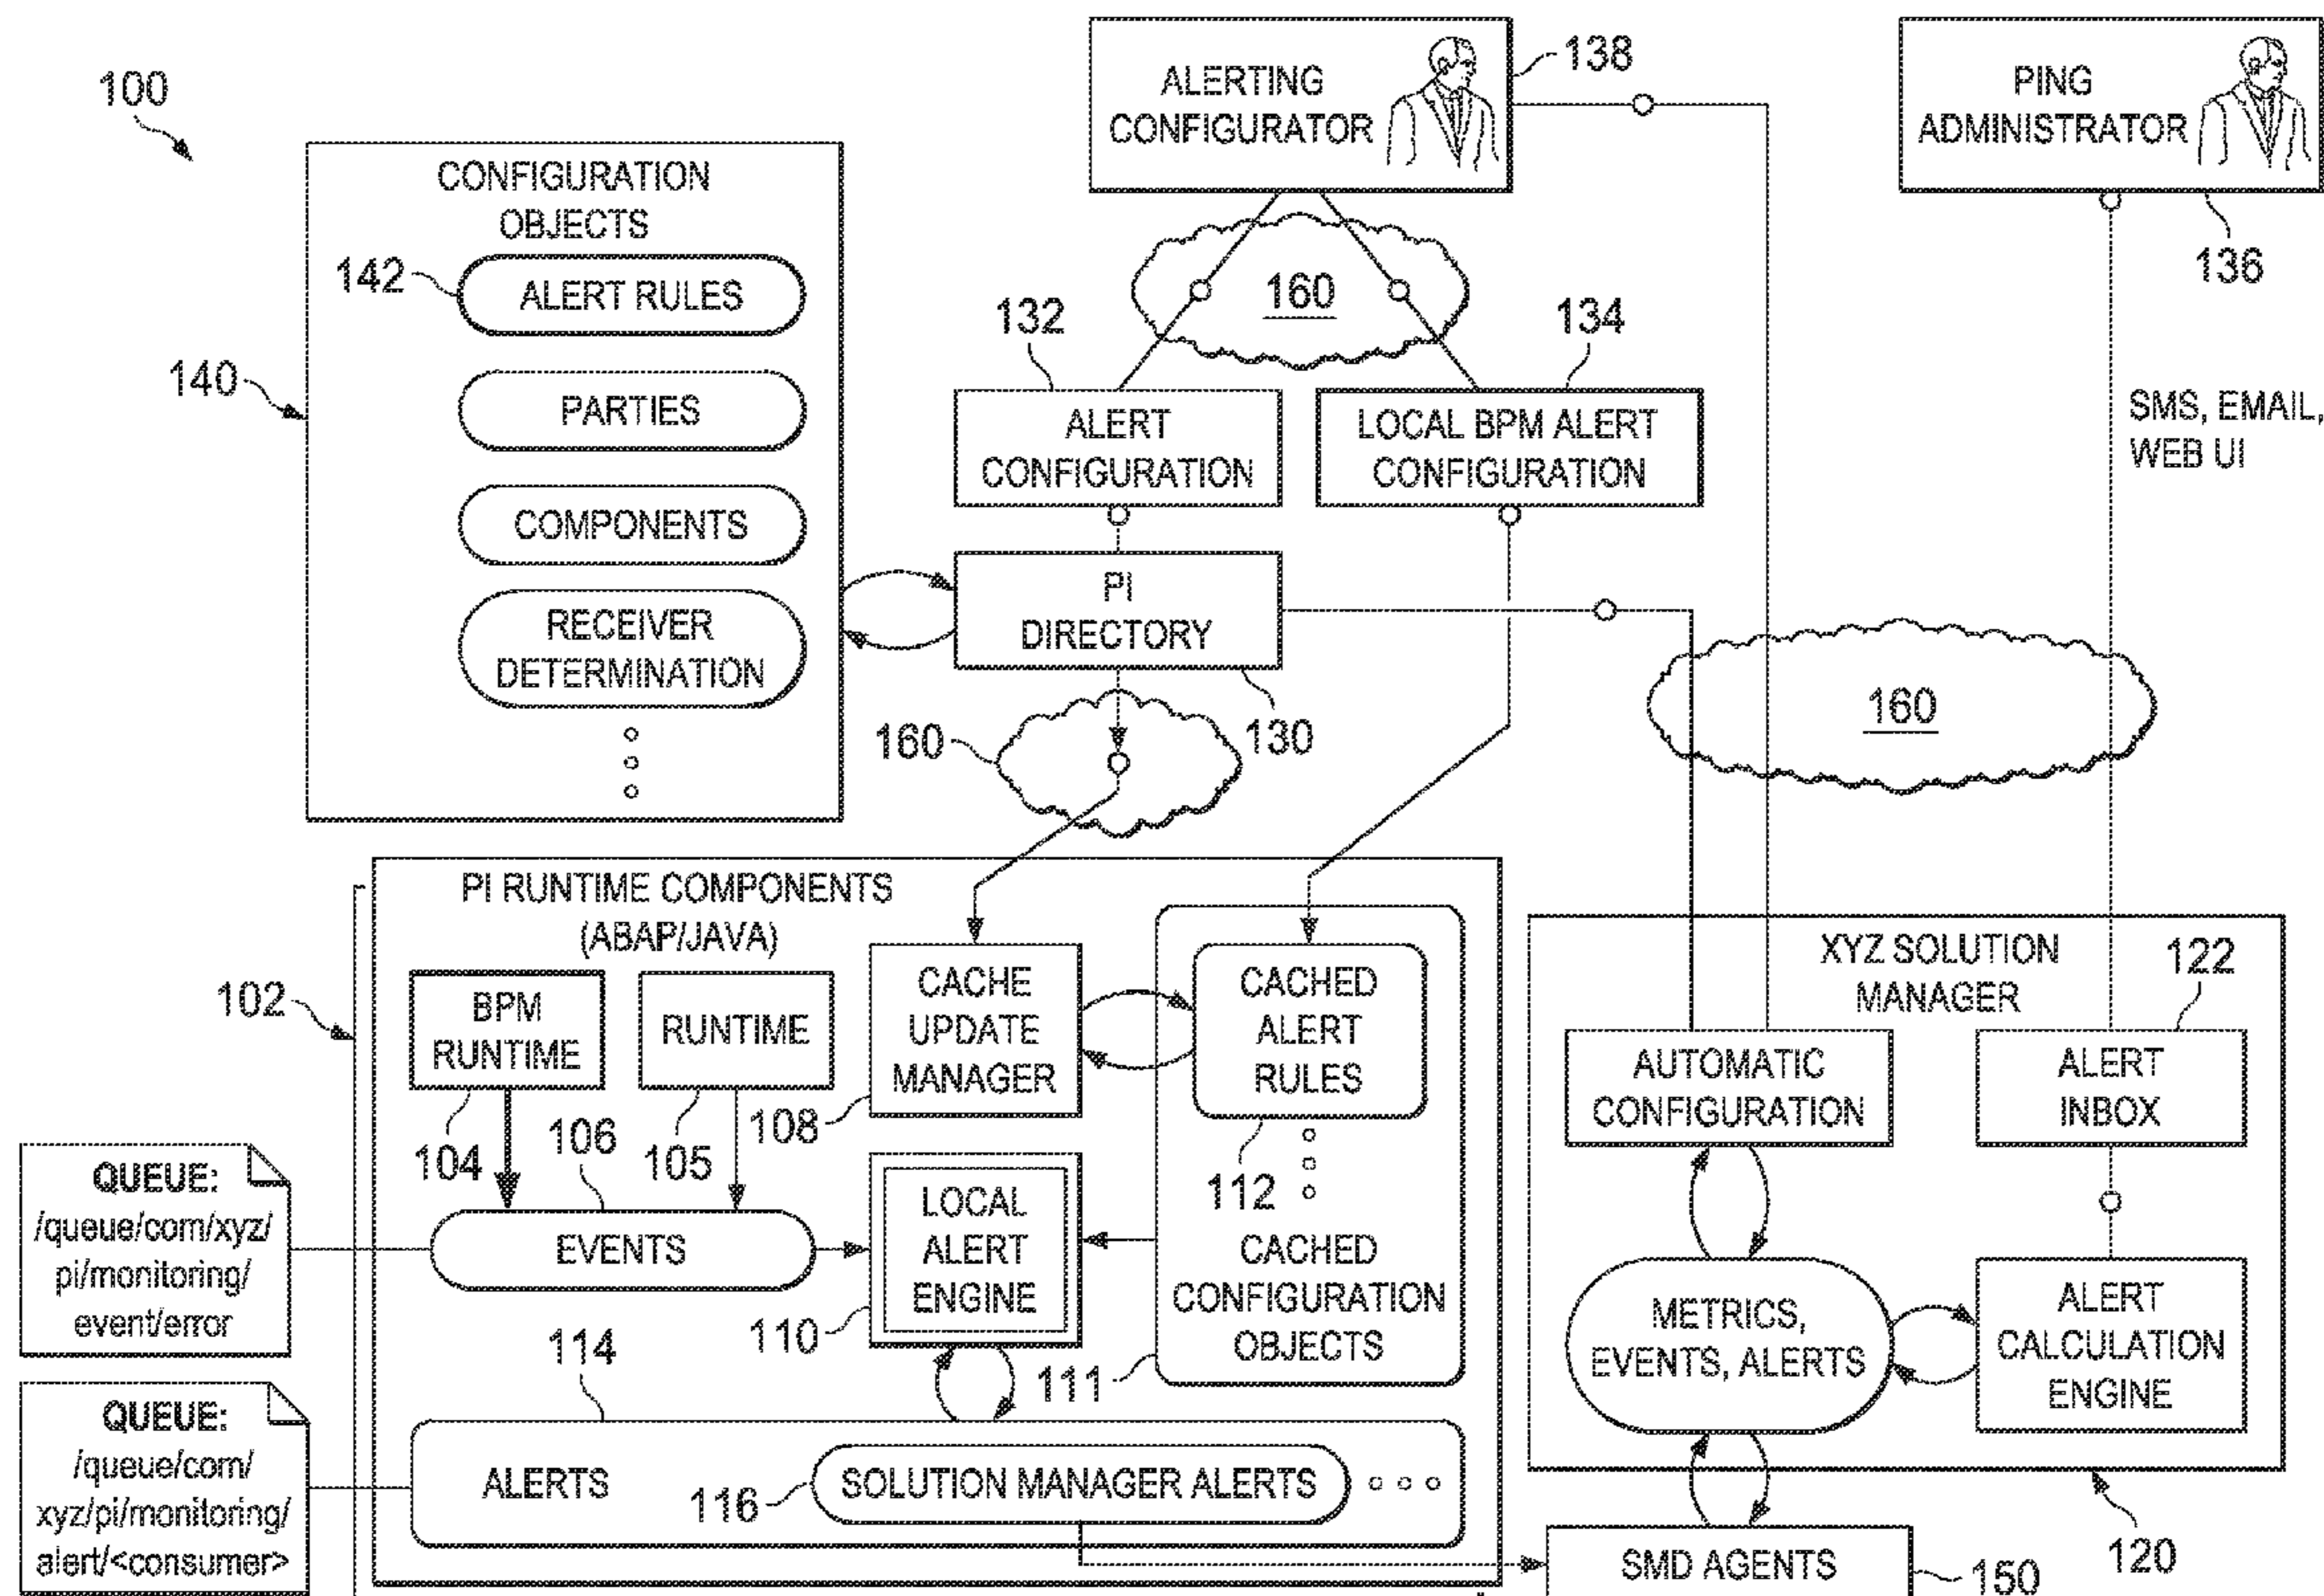 100
ALERTING
CONFIGURATOR
138
PING
ADMINISTRATOR
136
CONFIGURATION
OBJECTS
142
ALERT RULES
PARTIES
COMPONENTS
RECEIVER
DETERMINATION
140
160
132
134
ALERT
CONFIGURATION
LOCAL BPM ALERT
CONFIGURATION
SMS, EMAIL,
WEB UI
PI
DIRECTORY
130
160
160
PI RUNTIME COMPONENTS
(ABAP/JAVA)
102
BPM
RUNTIME
RUNTIME
CACHE
UPDATE
MANAGER
CACHED
ALERT
RULES
104
106
105
108
112
QUEUE:
/queue/com/xyz/
pi/monitoring/
event/error
EVENTS
LOCAL
ALERT
ENGINE
110
CACHED
CONFIGURATION
OBJECTS
111
114
QUEUE:
/queue/com/
xyz/pi/monitoring/
alert/<consumer>
ALERTS
116
SOLUTION MANAGER ALERTS
XYZ SOLUTION
MANAGER
122
AUTOMATIC
CONFIGURATION
ALERT
INBOX
METRICS,
EVENTS, ALERTS
ALERT
CALCULATION
ENGINE
120
SMD AGENTS
150